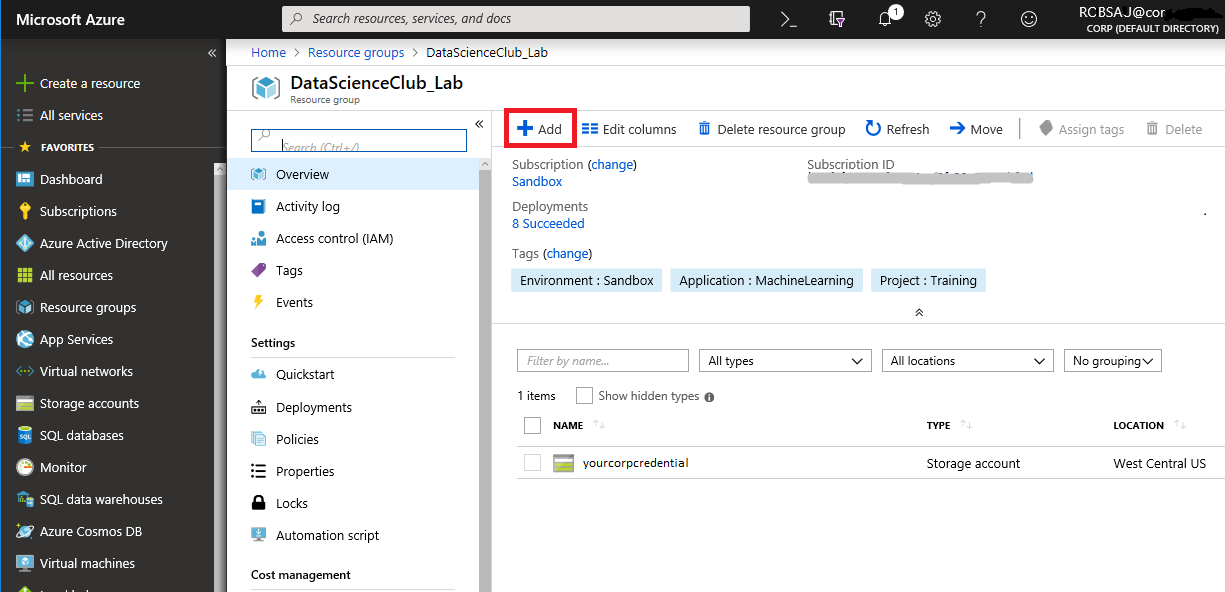 Microsoft Azure
Search resources, services, and docs
1
RCBSAJ@cor
CORP (DEFAULT DIRECTORY)
Create a resource
All services
FAVORITES
Dashboard
Subscriptions
Azure Active Directory
All resources
Resource groups
App Services
Virtual networks
Storage accounts
SQL databases
Monitor
SQL data warehouses
Azure Cosmos DB
Virtual machines
Home > Resource groups > DataScienceClub_Lab
DataScienceClub_Lab
Resource group
Search (Ctrl+/)
Overview
Activity log
Access control (IAM)
Tags
Events
Settings
Quickstart
Deployments
Policies
Properties
Locks
Automation script
Cost management
Add Edit columns Delete resource group Refresh Move Assign tags Delete
Subscription (change) Subscription ID
Sandbox
Deployments
8 Succeeded
Tags (change)
Environment : Sandbox Application : MachineLearning Project : Training
Filter by name... All types All locations No grouping
1 items Show hidden types
NAME TYPE LOCATION
yourcorpcredential Storage account West Central US